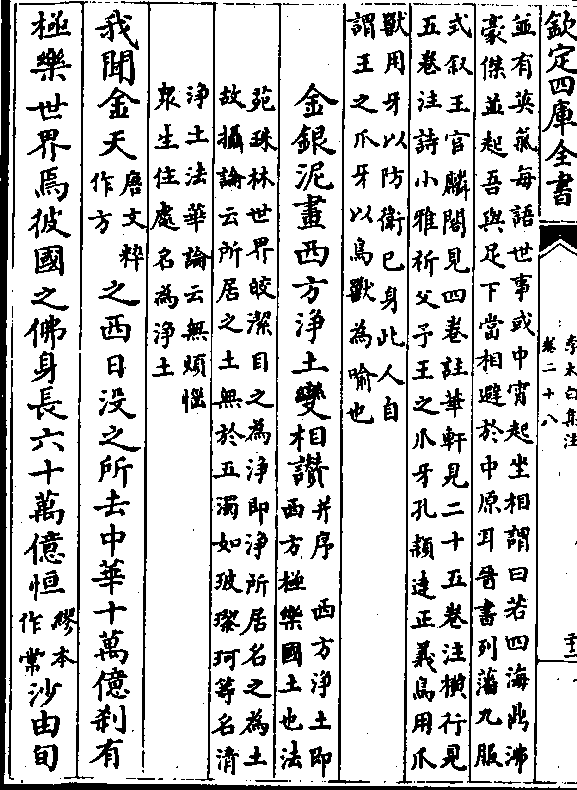 欽定四庫全書
李太白集注
卷二十八
並有英氣每語世事或中宵起坐相謂曰若四海鼎沸
豪傑並起吾與足下當相避於中原耳晉書列藩九服
式叙王官麟閣見四卷註華軒見二十五卷注横行見
五卷注詩小雅祈父予王之爪牙孔穎達正義鳥用爪
獸用牙以防衛已身此人自
謂王之爪牙以鳥獸為喻也
金銀泥畫西方淨土變相讚并序
西方淨土即
西方極樂國土也法
苑珠林世界皎潔目之為淨即淨所居名之為土
故攝論云所居之土無於五濁如玻瓈珂等名清
淨土法華論云無煩惱
衆生住處名為淨土
我聞金天唐文粹作方之西日没之所去中華十萬億刹有
極樂世界焉彼國之佛身長六十萬億恒繆本作常沙由旬